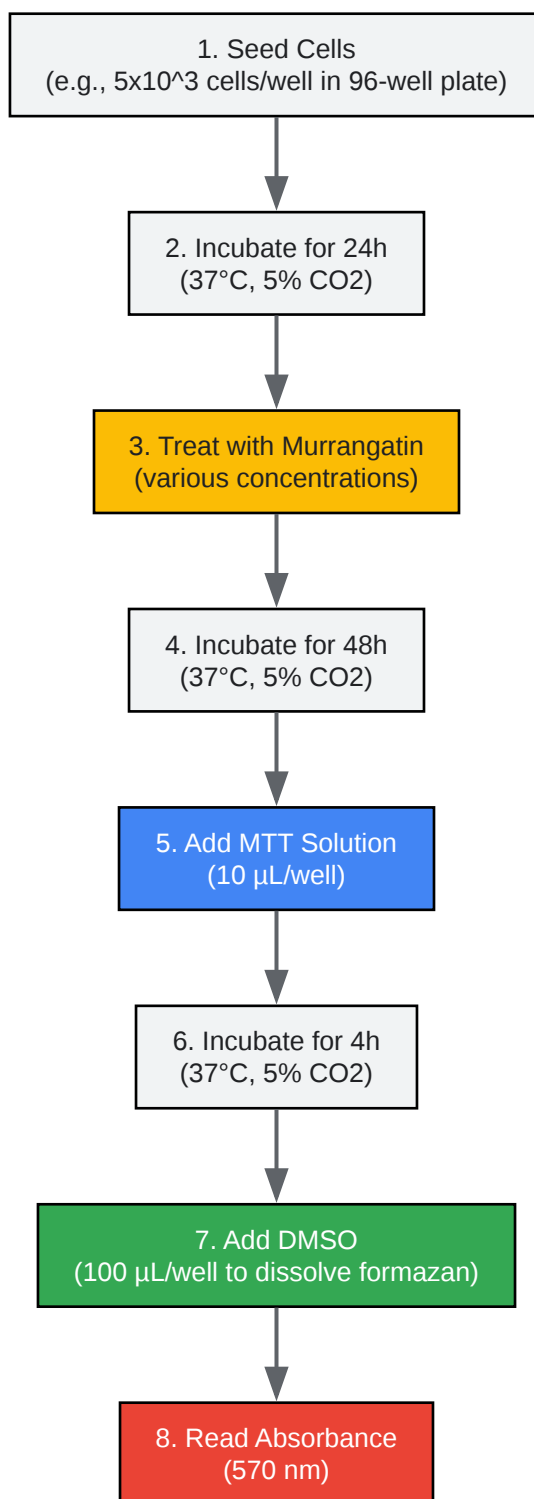 1. Seed Cells
(e.g., 5x10^3 cells/well in 96-well plate)
2. Incubate for 24h
(37°C, 5% CO2)
3. Treat with Murrangatin
(various concentrations)
4. Incubate for 48h
(37°C, 5% CO2)
5. Add MTT Solution
(10 µL/well)
6. Incubate for 4h
(37°C, 5% CO2)
7. Add DMSO
(100 µL/well to dissolve formazan)
8. Read Absorbance
(570 nm)